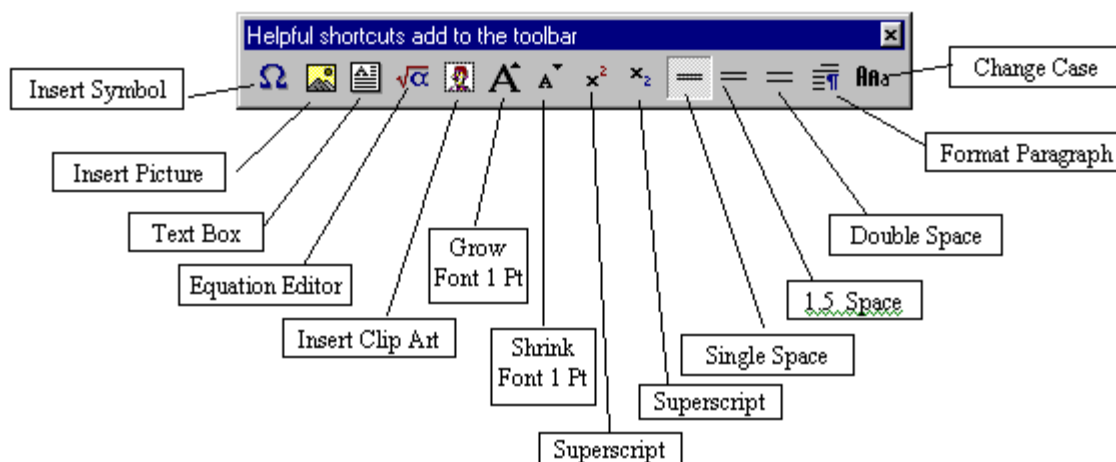 Helpful shortcuts add to the toolbar
Insert Symbol
Change Case
Insert Picture
Format Paragraph
Text Box
Double Space
Grow
Font 1 Pt
Equation Editor
1.5 Space
Insert Clip Art
Shrink
Font 1 Pt
Single Space
Superscript
Superscript